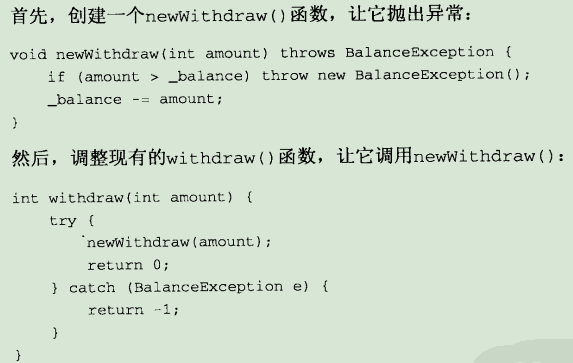 首先，创建一个newWithdraw()函数，让它抛出异常：
void newWithdraw(int amount) throws BalanceException {
    if (amount > _balance) throw new BalanceException();
    _balance -= amount;
}
然后，调整现有的withdraw()函数，让它调用newWithdraw()：
int withdraw(int amount) {
    try {
        newWithdraw(amount);
        return 0;
    } catch (BalanceException e) {
        return -1;
    }
}